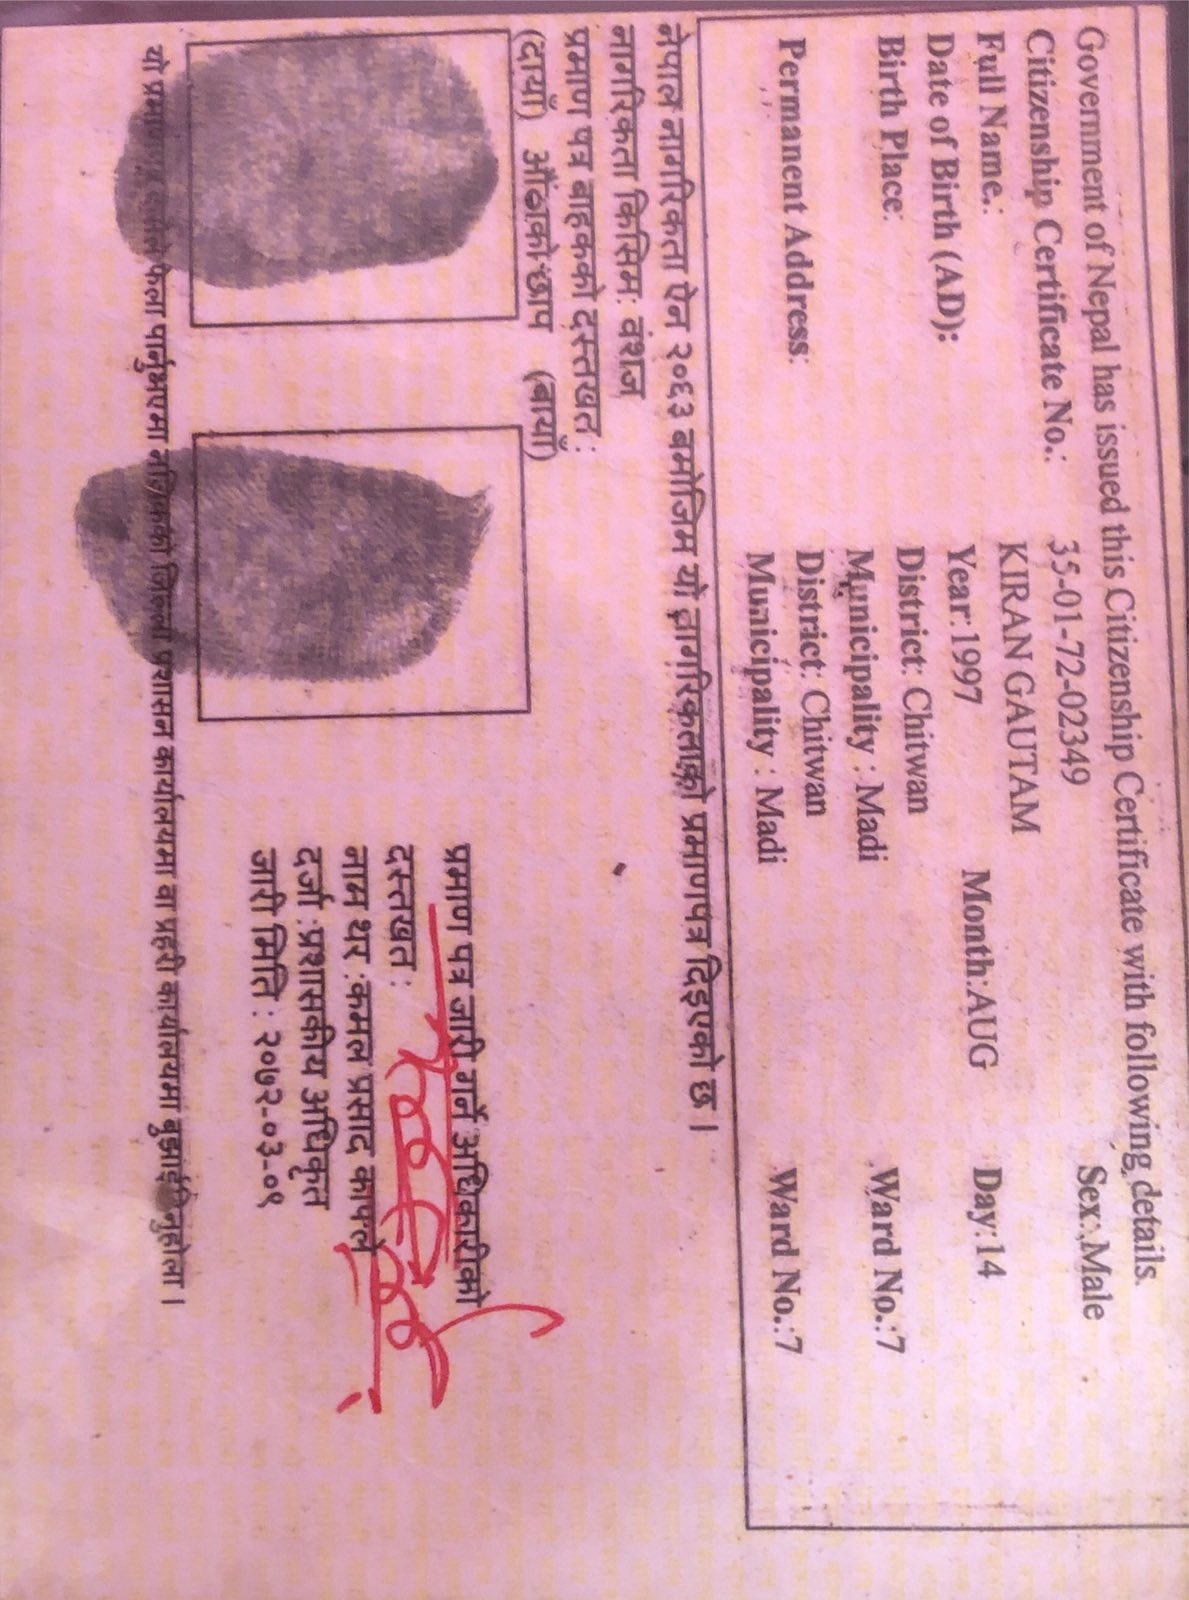 Government of Nepal has issued this Citizenship Certificate with following details.
Citizenship Certificate No.: 35-01-72-02349 Sex: Male
Full Name.: KIRAN GAUTAM
Date of Birth (AD): Year:1997 Month:AUG Day:14
Birth Place: District: Chitwan
Municipality : Madi Ward No.:7
Permanent Address: District: Chitwan
Municipality : Madi Ward No.:7
नेपाल नागरिकता ऐन २०६३ बमोजिम यो नागरिकताको प्रमाणपत्र दिइएको छ ।
नागरिकता किसिम: वंशज
प्रमाण पत्र बाहकको दस्तखत :
(दायाँ) औंठाको छाप (बायाँ)
प्रमाण पत्र जारी गर्ने अधिकारीको
दस्तखत :
नाम थर :कमल प्रसाद काफ्ले
दर्जा :प्रशासकीय अधिकृत
जारी मिति : २०७२-०३-०९
यो प्रमाणपत्र कसैले फेला पार्नुभएमा नजिकको जिल्ला प्रशासन कार्यालयमा वा प्रहरी कार्यालयमा बुझाईदिनुहोला ।